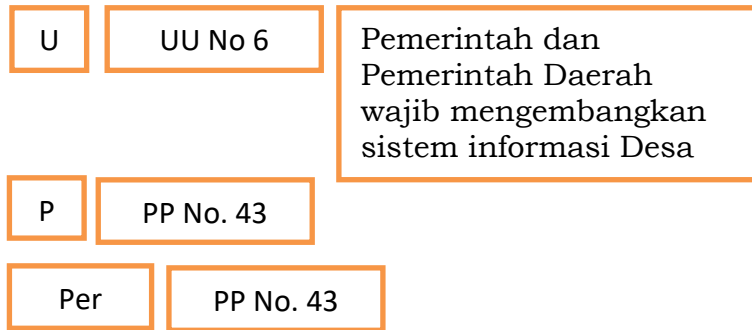 U
UU No 6
Pemerintah dan
Pemerintah Daerah
wajib mengembangkan
sistem informasi Desa
P
PP No. 43
Per
PP No. 43